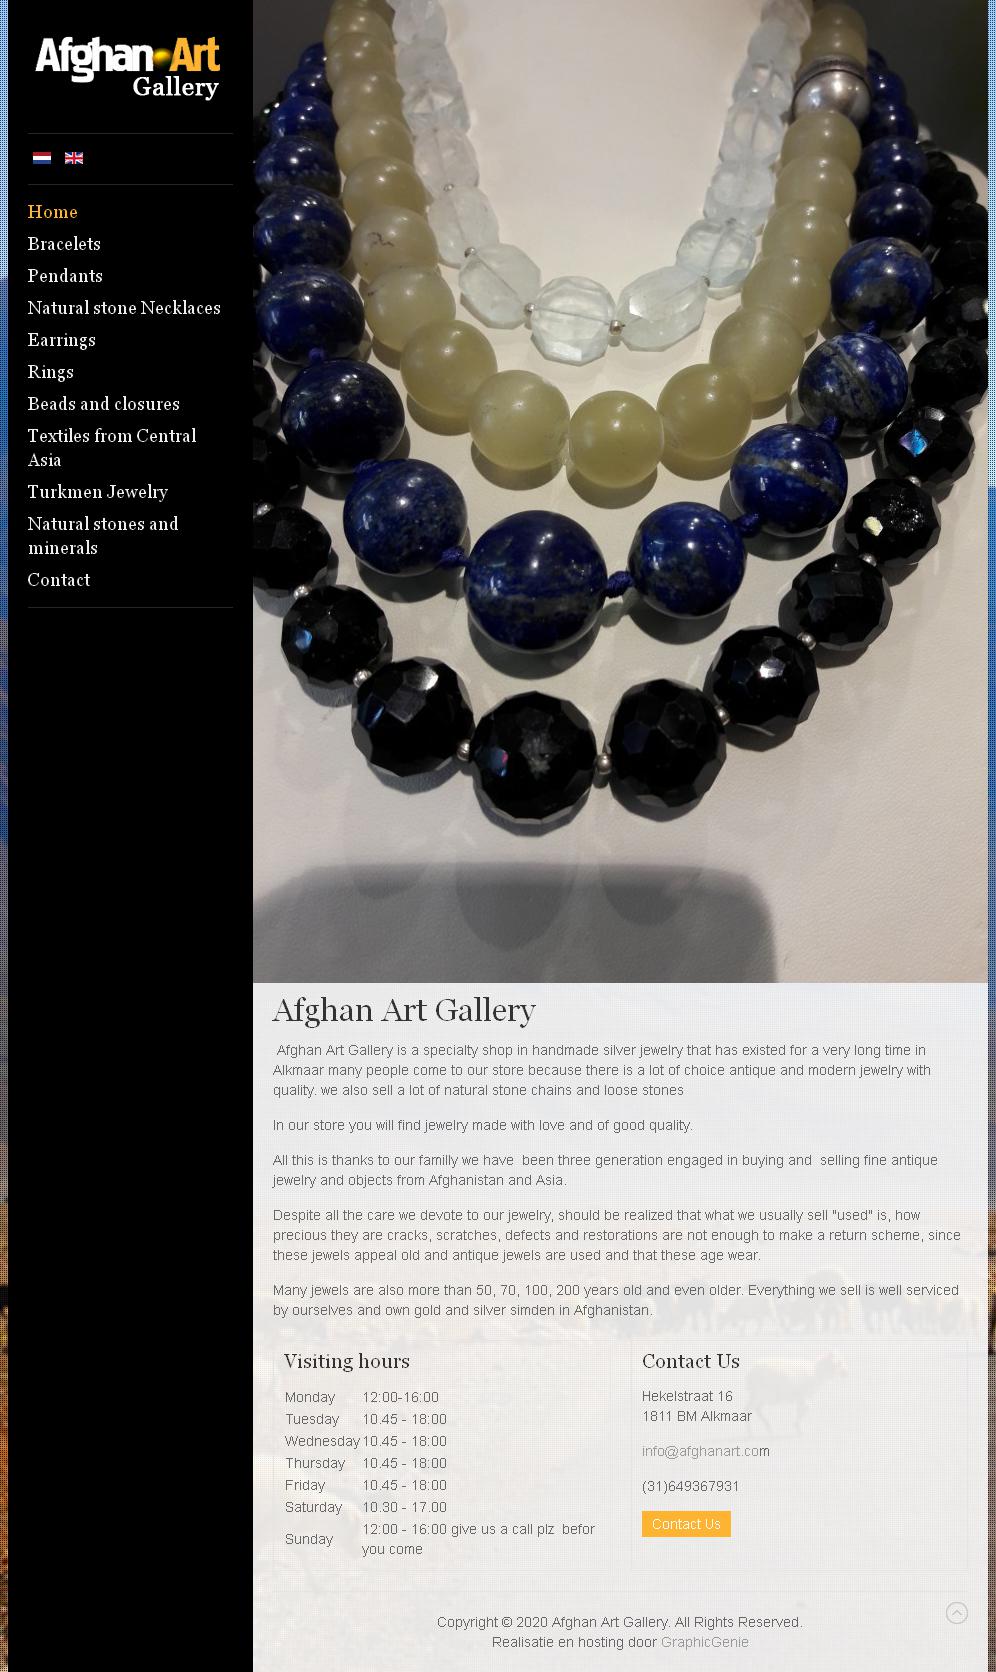 Afghan Art
Gallery
Home
Bracelets
Pendants
Natural stone Necklaces
Earrings
Rings
Beads and closures
Textiles from Central
Asia
Turkmen Jewelry
Natural stones and
minerals
Contact
Afghan Art Gallery
Afghan Art Gallery is a specialty shop in handmade silver jewelry that has existed for a very long time in
Alkmaar many people come to our store because there is a lot of choice antique and modern jewelry with
quality. we also sell a lot of natural stone chains and loose stones
In our store you will find jewelry made with love and of good quality.
All this is thanks to our familly we have  been three generation engaged in buying and  selling fine antique
jewelry and objects from Afghanistan and Asia.
Despite all the care we devote to our jewelry, should be realized that what we usually sell "used" is, how
precious they are cracks, scratches, defects and restorations are not enough to make a return scheme, since
these jewels appeal old and antique jewels are used and that these age wear.
Many jewels are also more than 50, 70, 100, 200 years old and even older. Everything we sell is well serviced
by ourselves and own gold and silver simden in Afghanistan.
Visiting hours
Monday 12:00-16:00
Tuesday 10.45 - 18:00
Wednesday 10.45 - 18:00
Thursday 10.45 - 18:00
Friday 10.45 - 18:00
Saturday 10.30 - 17.00
Sunday 12:00 - 16:00 give us a call plz  befor
you come
Contact Us
Hekelstraat 16
1811 BM Alkmaar
info@afghanart.com
(31)649367931
Contact Us
Copyright © 2020 Afghan Art Gallery. All Rights Reserved.
Realisatie en hosting door GraphicGenie